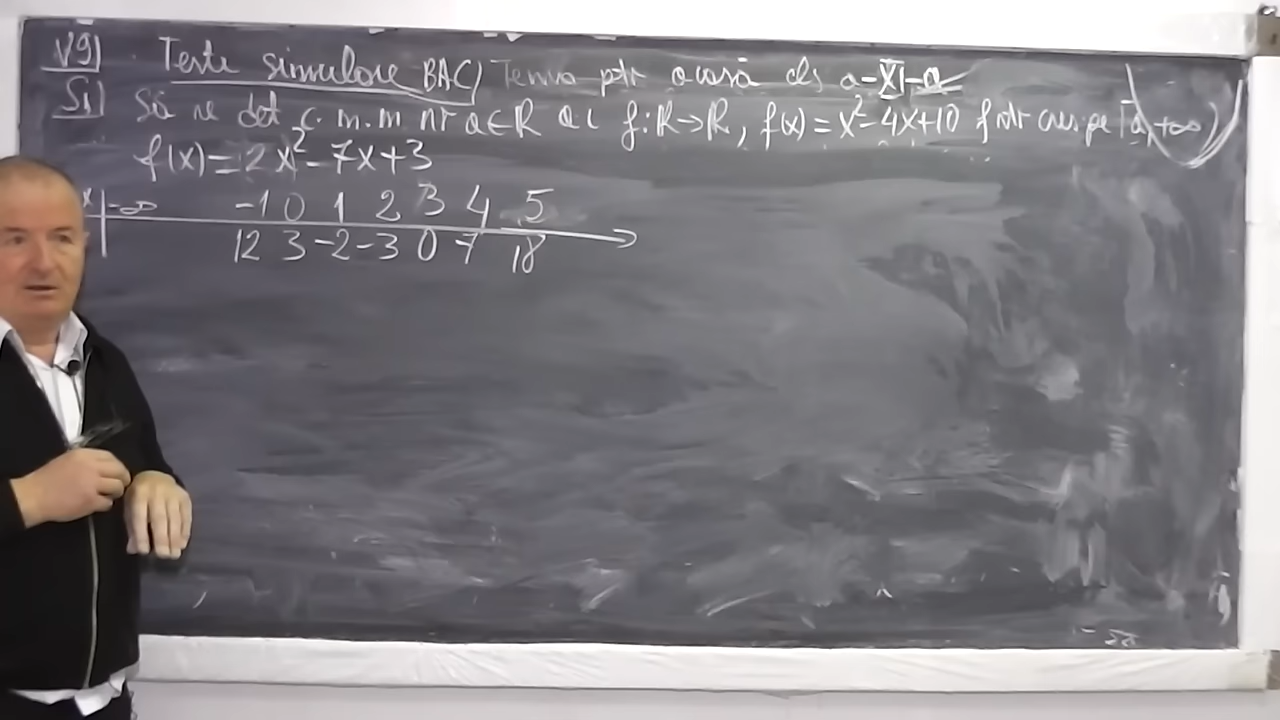 V9) Teste simulare BAC) Tema ptr acasă cls a-XI-a
S1) Să se det c.m.m nr a∈R a.i f:R→R, f(x)=x²-4x+10 f str cresc pe [a,+∞)
f(x)=2x²-7x+3
x -∞ -1 0 1 2 3 4 5
12 3 -2 -3 0 7 18